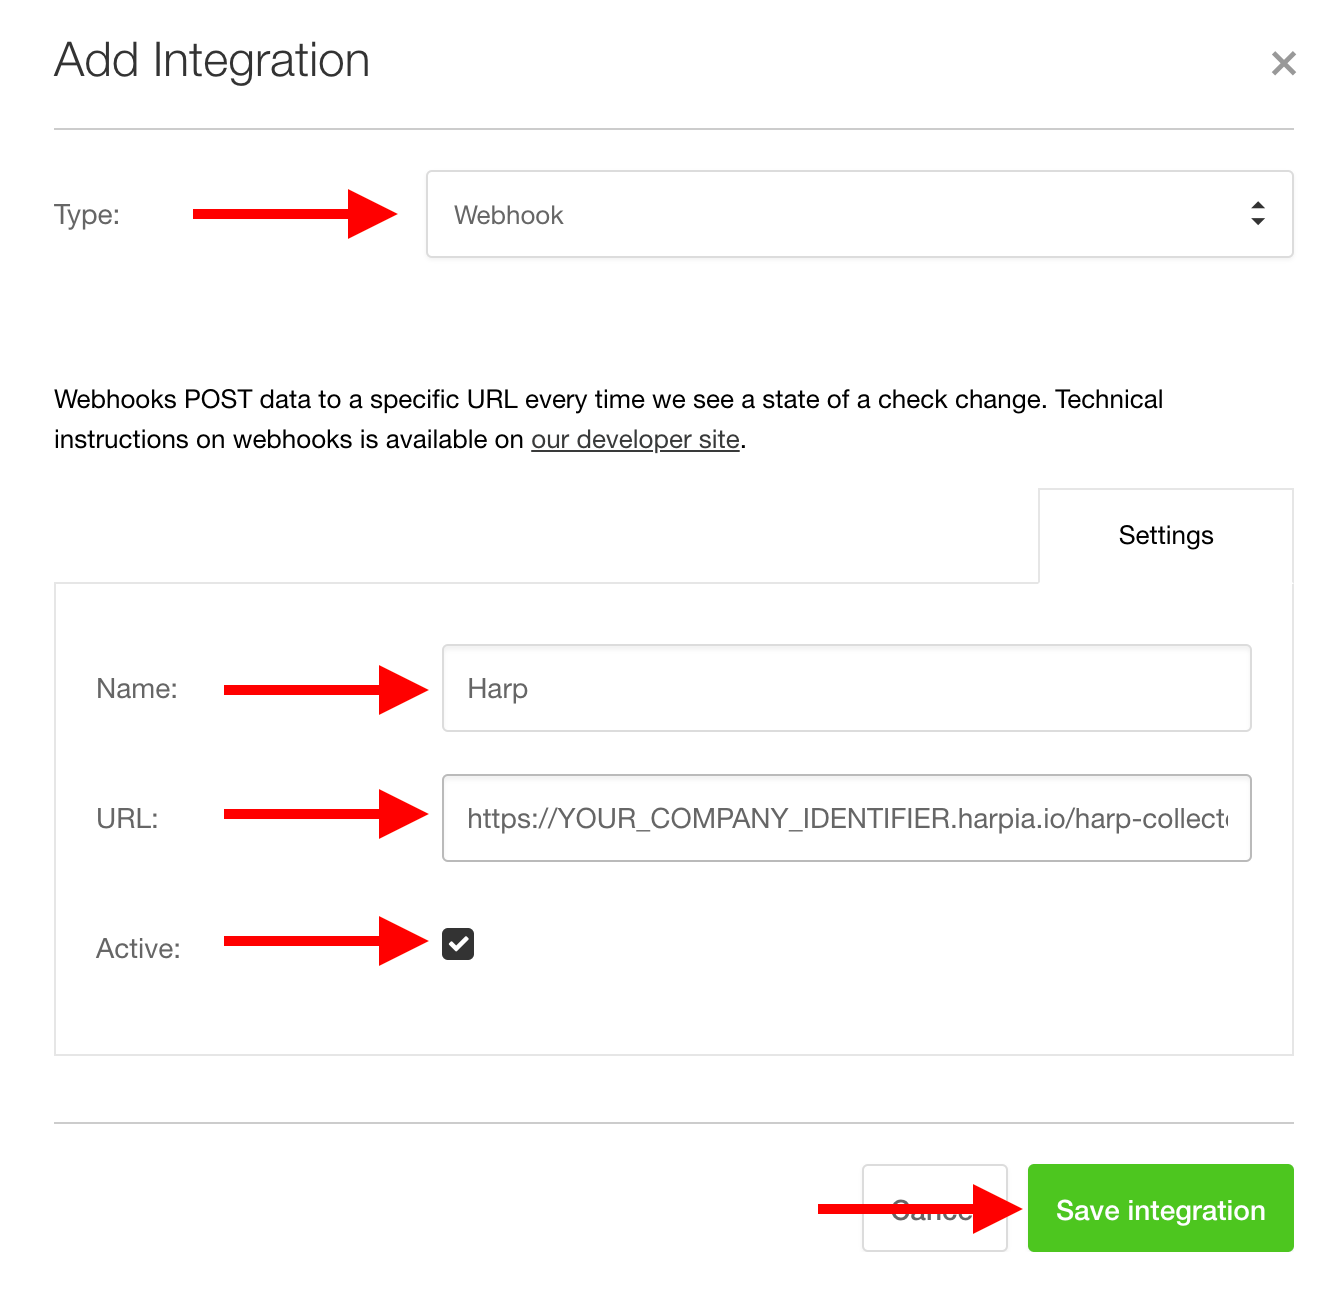 Add Integration
Type:
Webhook
Webhooks POST data to a specific URL every time we see a state of a check change. Technical
instructions on webhooks is available on our developer site.
Settings
Name:
Harp
URL:
https://YOUR_COMPANY_IDENTIFIER.harpia.io/harp-collect
Active:
Cancel
Save integration